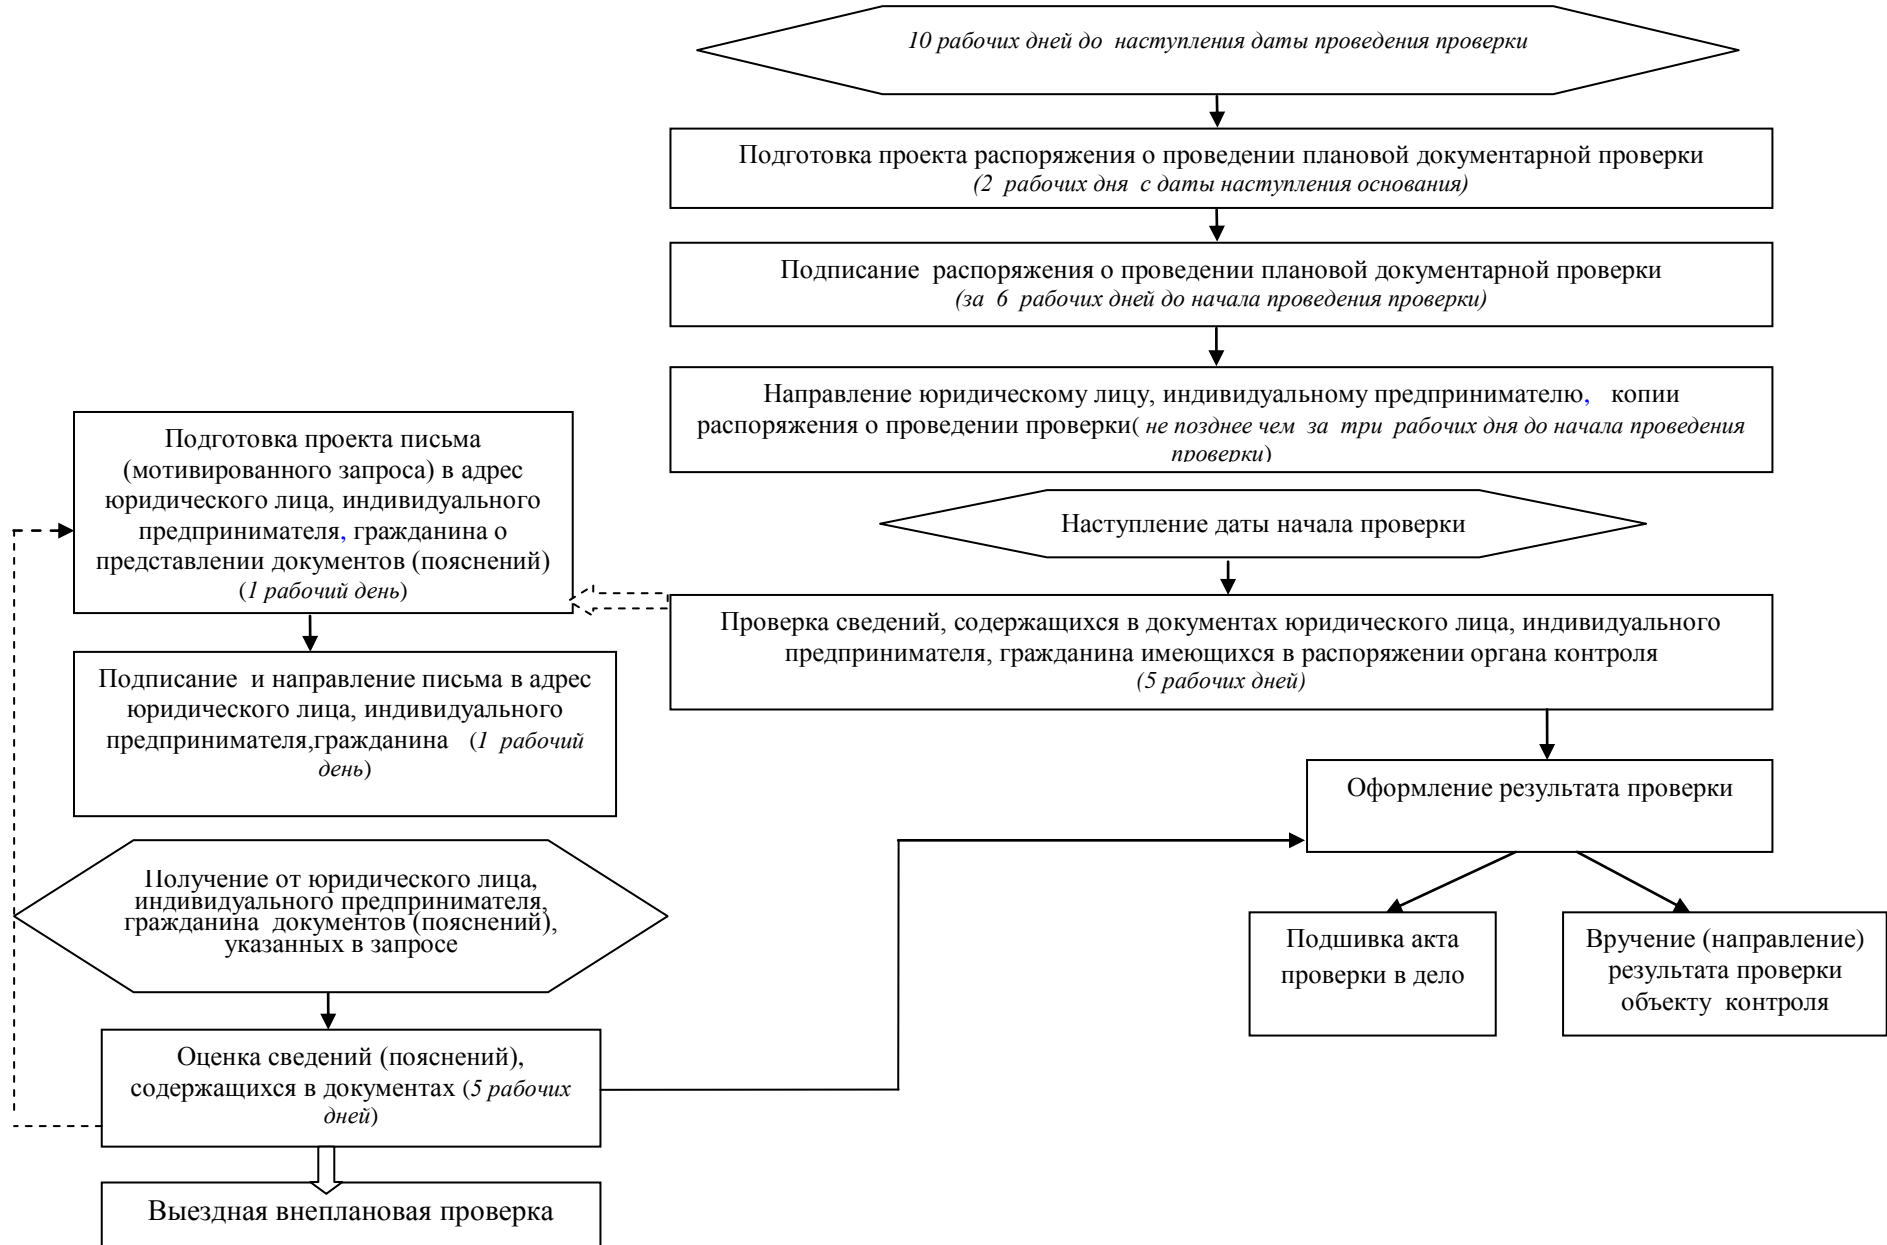 10 рабочих дней до наступления даты проведения проверки
Подготовка проекта распоряжения о проведении плановой документарной проверки
(2 рабочих дня с даты наступления основания)
Подписание распоряжения о проведении плановой документарной проверки
(за 6 рабочих дней до начала проведения проверки)
Направление юридическому лицу, индивидуальному предпринимателю, копии
распоряжения о проведении проверки( не позднее чем за три рабочих дня до начала проведения
проверки)
Наступление даты начала проверки
Проверка сведений, содержащихся в документах юридического лица, индивидуального
предпринимателя, гражданина имеющихся в распоряжении органа контроля
(5 рабочих дней)
Подготовка проекта письма
(мотивированного запроса) в адрес
юридического лица, индивидуального
предпринимателя, гражданина о
представлении документов (пояснений)
(1 рабочий день)
Подписание и направление письма в адрес
юридического лица, индивидуального
предпринимателя,гражданина (1 рабочий
день)
Получение от юридического лица,
индивидуального предпринимателя,
гражданина документов (пояснений),
указанных в запросе
Оценка сведений (пояснений),
содержащихся в документах (5 рабочих
дней)
Выездная внеплановая проверка
Оформление результата проверки
Подшивка акта
проверки в дело
Вручение (направление)
результата проверки
объекту контроля